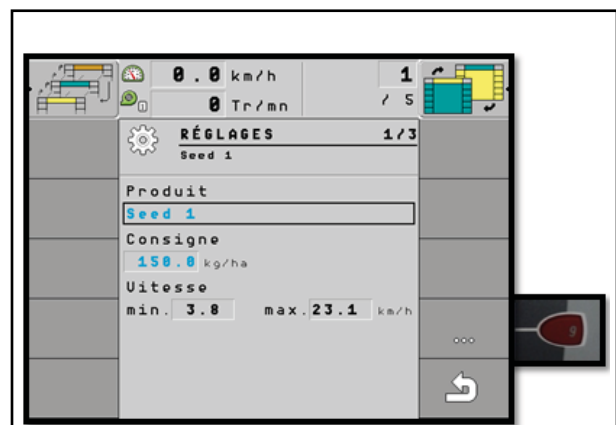 0.0 km/h
0 Tr/mn
1
/ 5
RÉGLAGES 1/3
Seed 1
Produit
Seed 1
Consigne
150.0 kg/ha
Vitesse
min. 3.8 max. 23.1 km/h
...
9